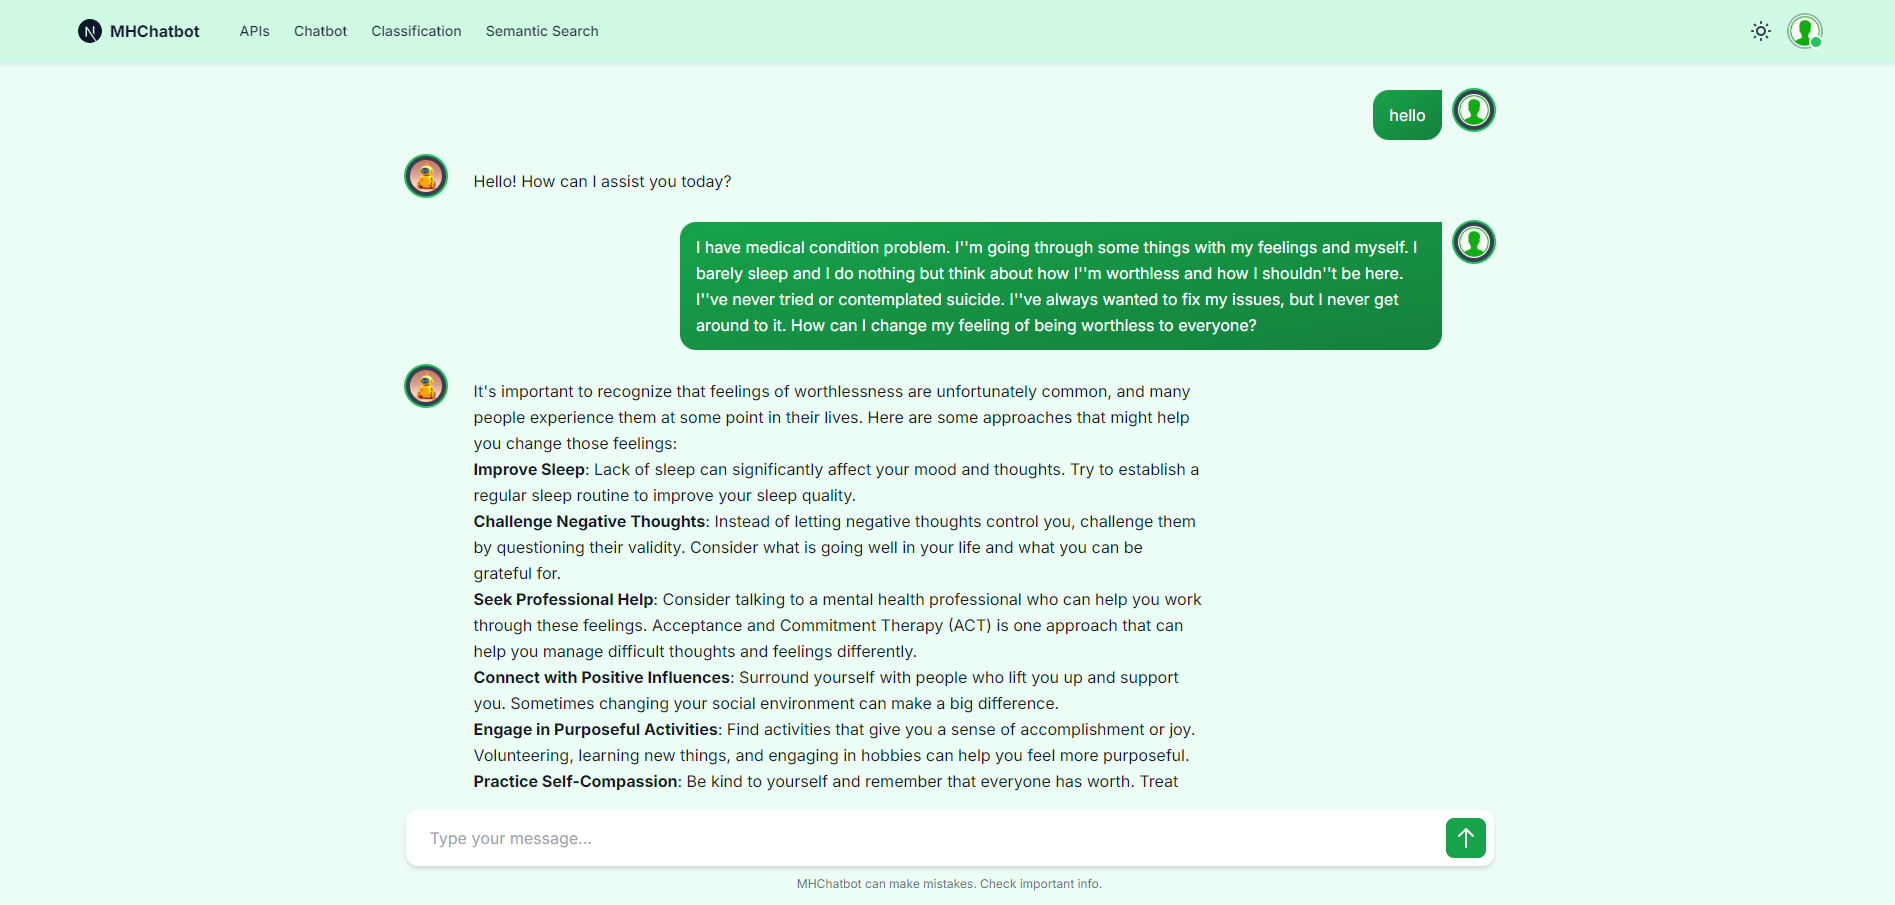 MHChatbot APIs Chatbot Classification Semantic Search
hello
Hello! How can I assist you today?
I have medical condition problem. I''m going through some things with my feelings and myself. I
barely sleep and I do nothing but think about how I''m worthless and how I shouldn''t be here.
I''ve never tried or contemplated suicide. I''ve always wanted to fix my issues, but I never get
around to it. How can I change my feeling of being worthless to everyone?
It's important to recognize that feelings of worthlessness are unfortunately common, and many
people experience them at some point in their lives. Here are some approaches that might help
you change those feelings:
Improve Sleep: Lack of sleep can significantly affect your mood and thoughts. Try to establish a
regular sleep routine to improve your sleep quality.
Challenge Negative Thoughts: Instead of letting negative thoughts control you, challenge them
by questioning their validity. Consider what is going well in your life and what you can be
grateful for.
Seek Professional Help: Consider talking to a mental health professional who can help you work
through these feelings. Acceptance and Commitment Therapy (ACT) is one approach that can
help you manage difficult thoughts and feelings differently.
Connect with Positive Influences: Surround yourself with people who lift you up and support
you. Sometimes changing your social environment can make a big difference.
Engage in Purposeful Activities: Find activities that give you a sense of accomplishment or joy.
Volunteering, learning new things, and engaging in hobbies can help you feel more purposeful.
Practice Self-Compassion: Be kind to yourself and remember that everyone has worth. Treat
Type your message...
MHChatbot can make mistakes. Check important info.